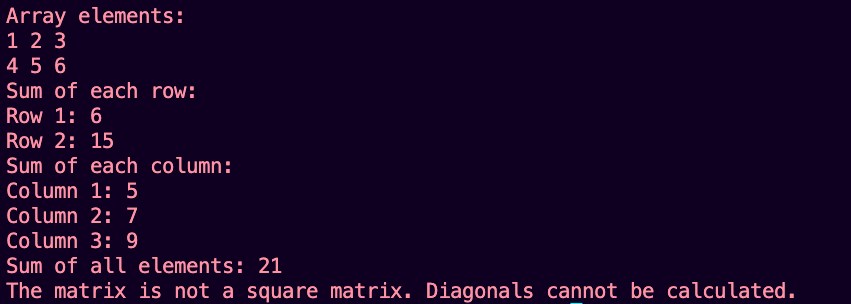 Array elements:
1 2 3
4 5 6
Sum of each row:
Row 1: 6
Row 2: 15
Sum of each column:
Column 1: 5
Column 2: 7
Column 3: 9
Sum of all elements: 21
The matrix is not a square matrix. Diagonals cannot be calculated.